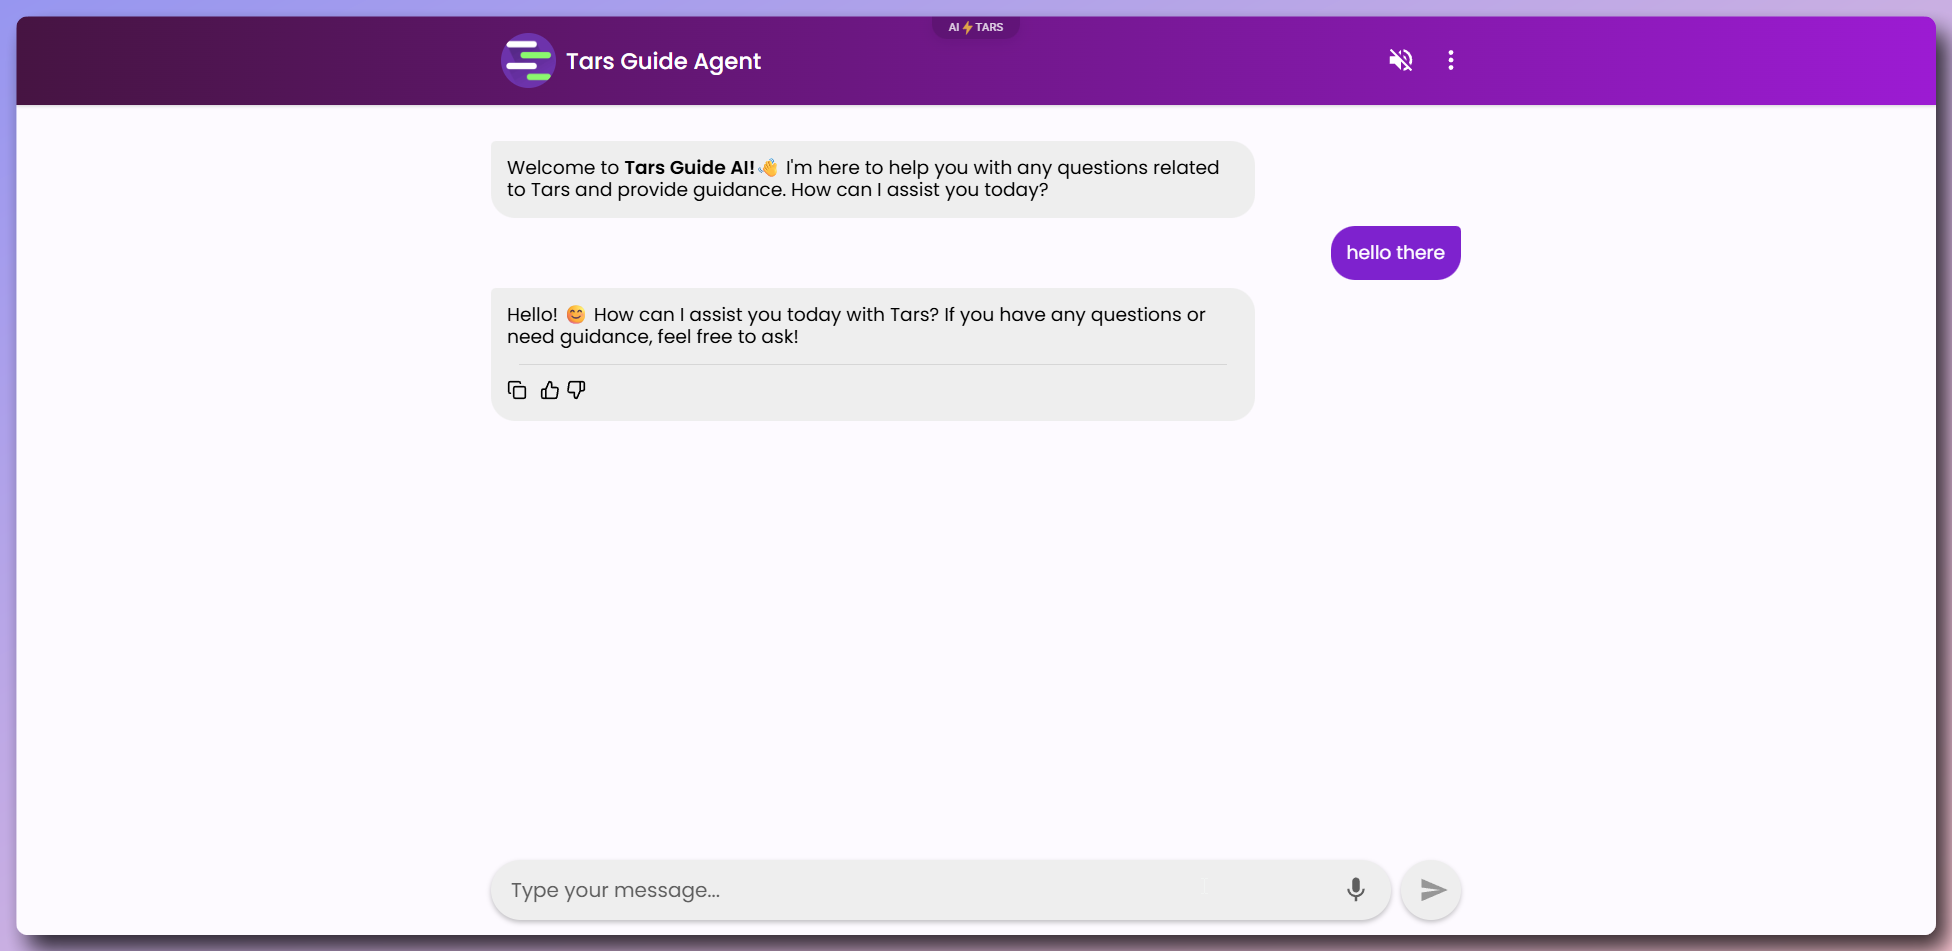 AI⚡TARS
Tars Guide Agent
Welcome to Tars Guide AI!👋 I'm here to help you with any questions related
to Tars and provide guidance. How can I assist you today?
hello there
Hello! 😊 How can I assist you today with Tars? If you have any questions or
need guidance, feel free to ask!
Type your message...